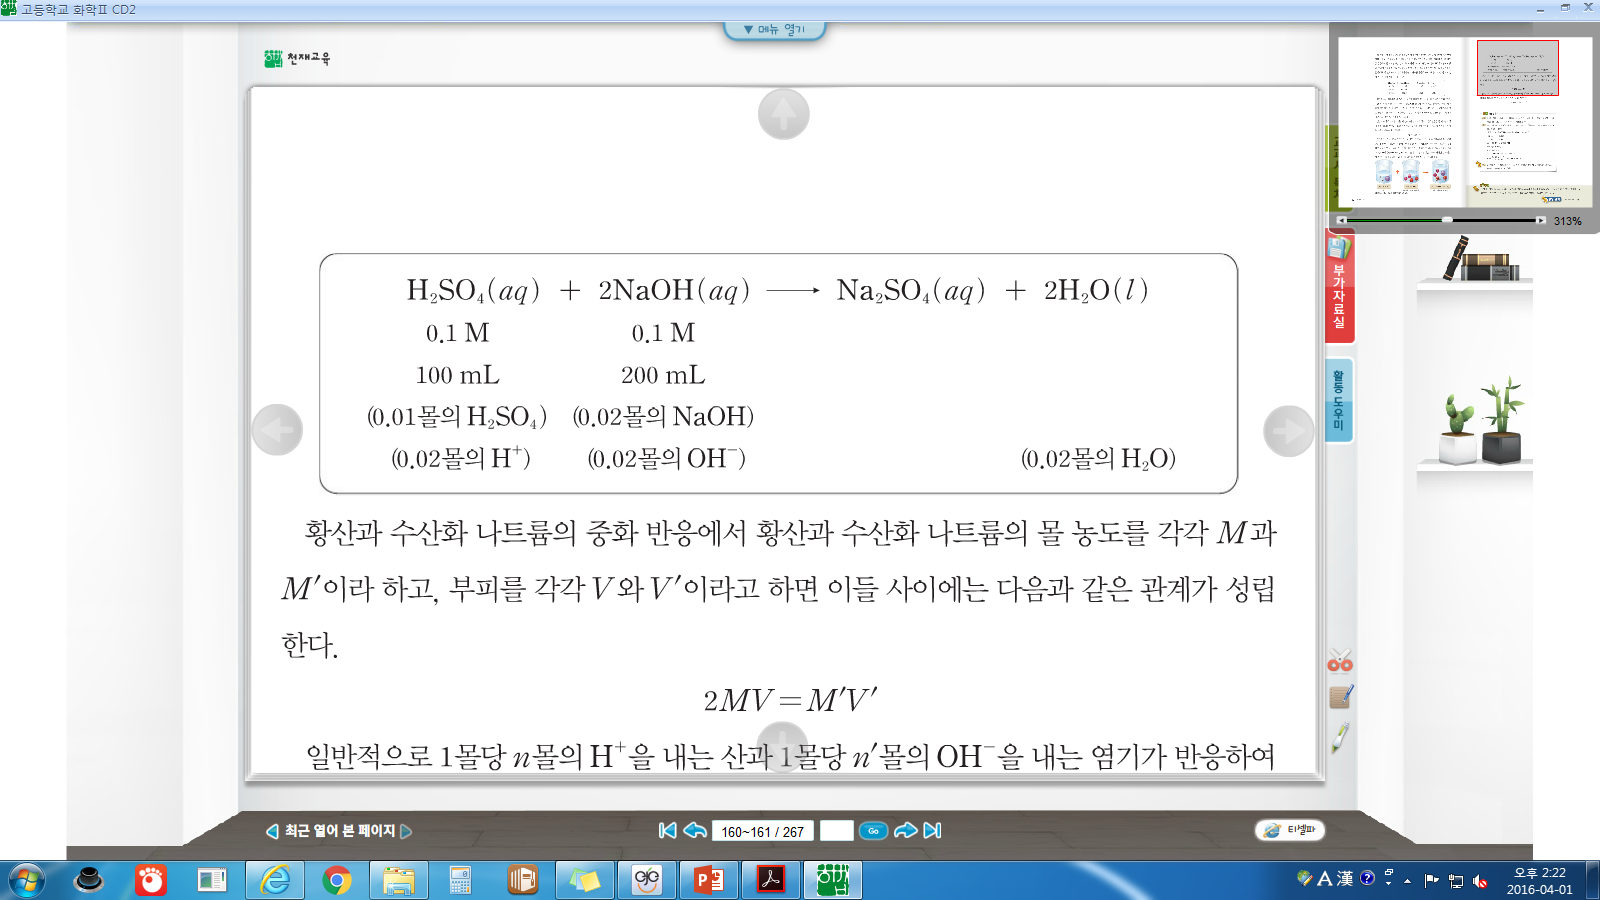 고등학교 화학Ⅱ CD2
▼ 메뉴 열기
천재교육
313%
H₂SO₄(aq) + 2NaOH(aq) ⟶ Na₂SO₄(aq) + 2H₂O(l)
0.1 M 0.1 M
100 mL 200 mL
(0.01몰의 H₂SO₄) (0.02몰의 NaOH)
(0.02몰의 H⁺) (0.02몰의 OH⁻) (0.02몰의 H₂O)
황산과 수산화 나트륨의 중화 반응에서 황산과 수산화 나트륨의 몰 농도를 각각 M과
M′이라 하고, 부피를 각각 V와 V′이라고 하면 이들 사이에는 다음과 같은 관계가 성립
한다.
2MV=M′V′
일반적으로 1몰당 n몰의 H⁺을 내는 산과 1몰당 n′몰의 OH⁻을 내는 염기가 반응하여
부가자료실
활동 도우미
최근 열어 본 페이지
160~161 / 267
Go
티셀파
A 漢
오후 2:22
2016-04-01